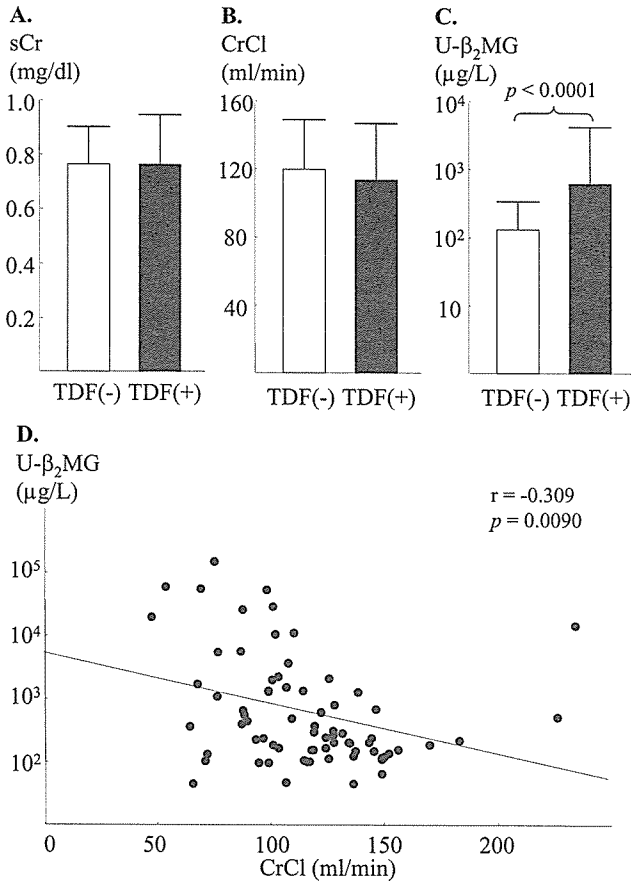 A.
sCr
(mg/dl)
1.0
0.8
0.6
0.4
0.2
TDF(-) TDF(+)
B.
CrCl
(ml/min)
160
120
80
40
TDF(-) TDF(+)
C.
U-β₂MG
(μg/L)
p < 0.0001
10⁴
10³
10²
10
TDF(-) TDF(+)
D.
U-β₂MG
(μg/L)
r = -0.309
p = 0.0090
10⁵
10⁴
10³
10²
0 50 100 150 200
CrCl (ml/min)